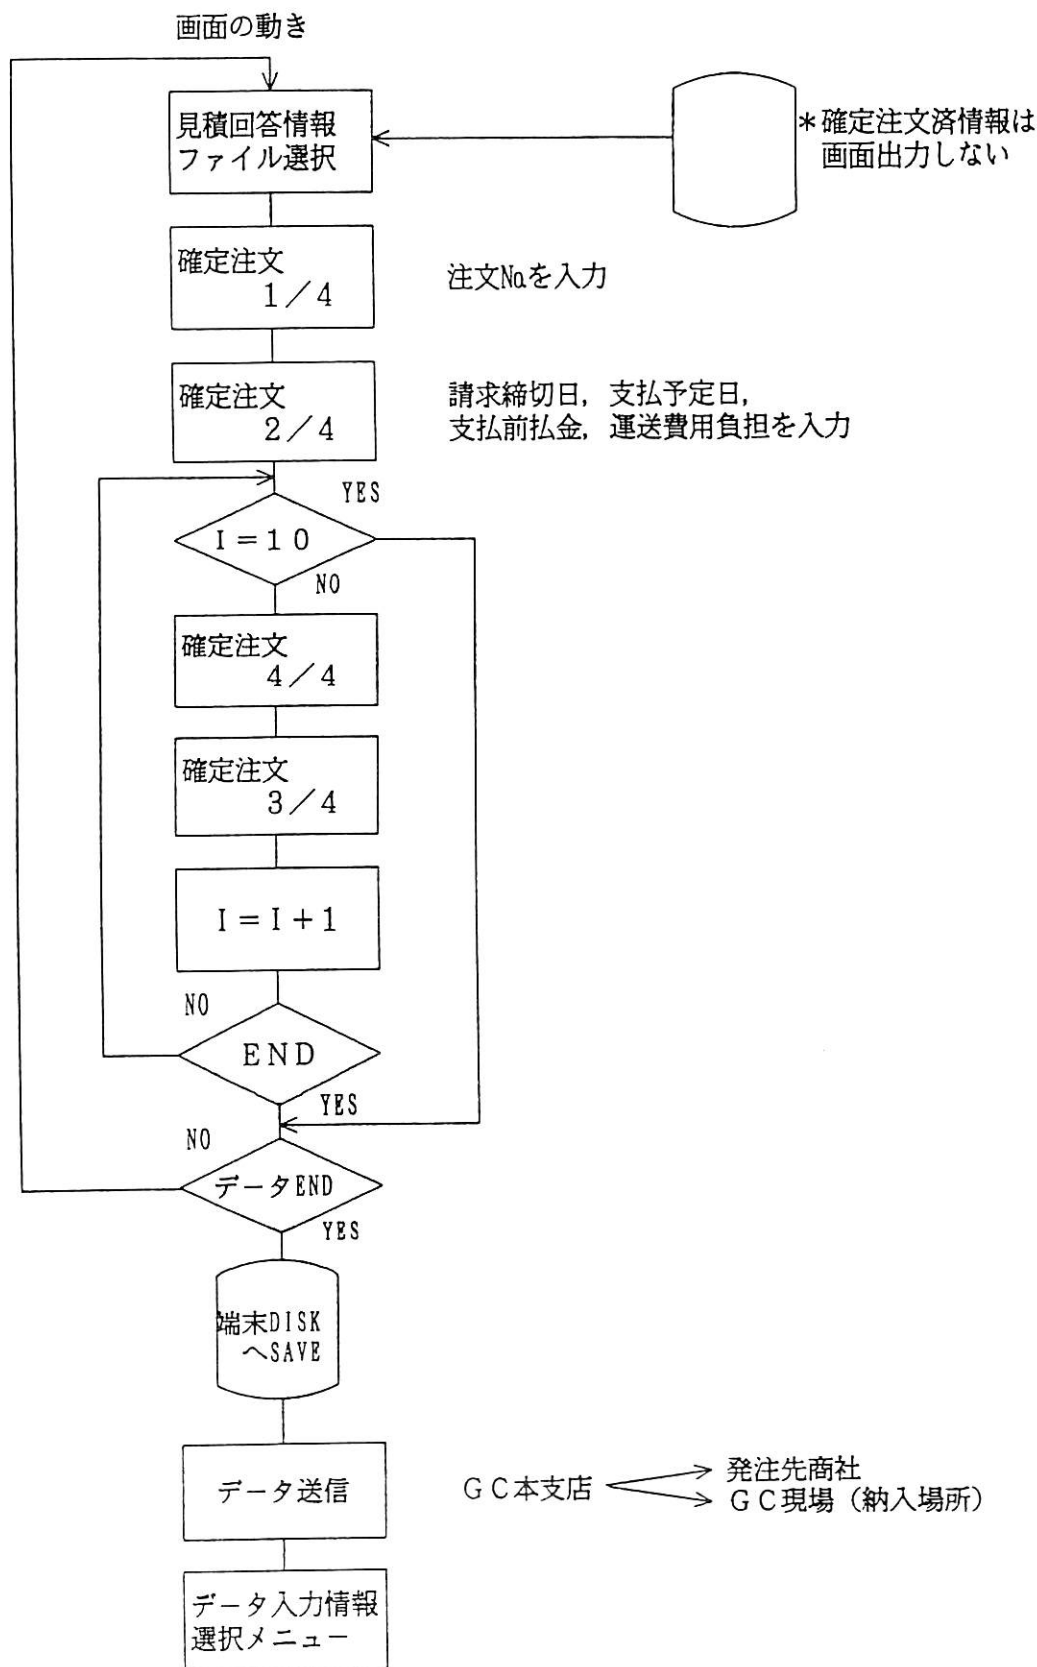 画面の動き
見積回答情報
ファイル選択
＊確定注文済情報は
画面出力しない
確定注文
１／４
注文№を入力
確定注文
２／４
請求締切日，支払予定日，
支払前払金，運送費用負担を入力
YES
Ｉ＝１０
NO
確定注文
４／４
確定注文
３／４
Ｉ＝Ｉ＋１
NO
ＥＮＤ
YES
NO
データEND
YES
端末DISK
へSAVE
データ送信
ＧＣ本支店
発注先商社
ＧＣ現場（納入場所）
データ入力情報
選択メニュー